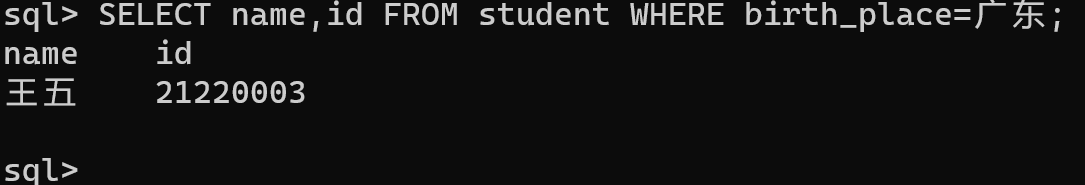 sql> SELECT name,id FROM student WHERE birth_place=广东;
name    id
王五    21220003
sql>